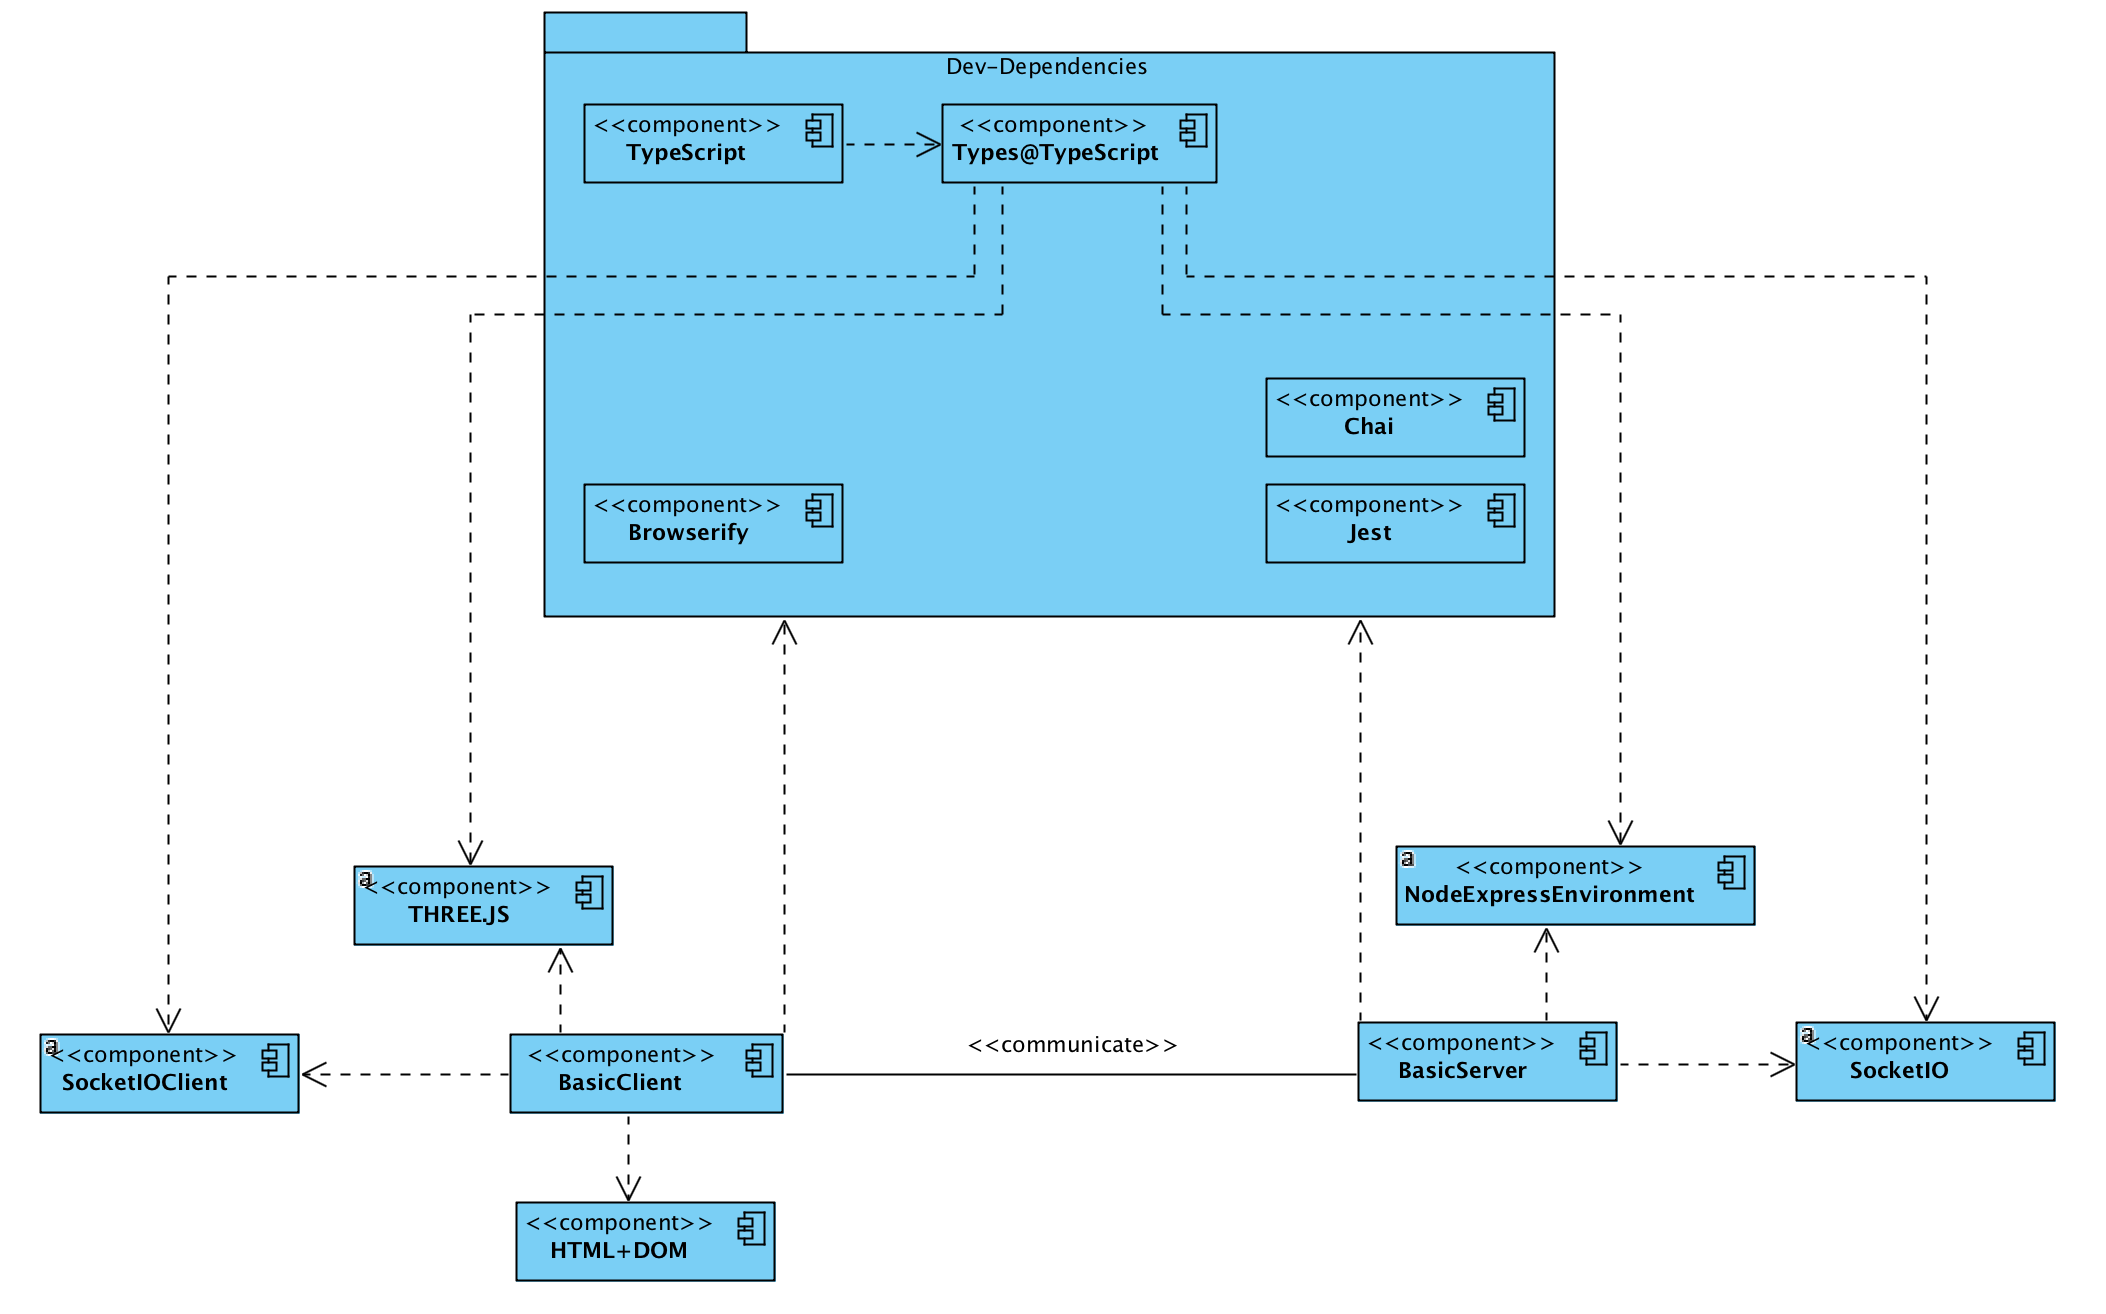 Dev-Dependencies
<<component>>
TypeScript
<<component>>
Types@TypeScript
<<component>>
Chai
<<component>>
Browserify
<<component>>
Jest
a
<<component>>
THREE.JS
a
<<component>>
NodeExpressEnvironment
a
<<component>>
SocketIOClient
<<component>>
BasicClient
<<communicate>>
<<component>>
BasicServer
a
<<component>>
SocketIO
<<component>>
HTML+DOM